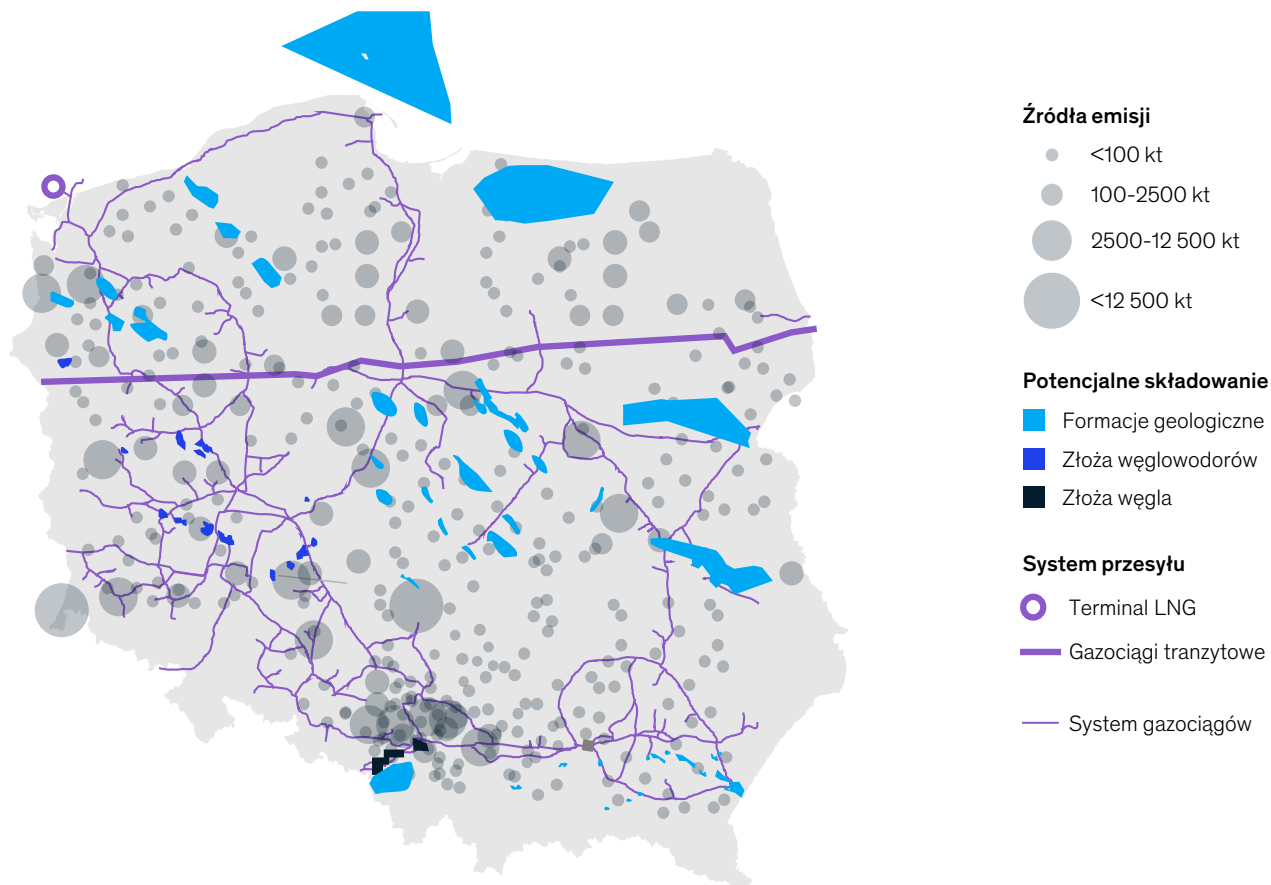 Źródła emisji
<100 kt
100-2500 kt
2500-12 500 kt
<12 500 kt
Potencjalne składowanie
Formacje geologiczne
Złoża węglowodorów
Złoża węgla
System przesyłu
Terminal LNG
Gazociągi tranzytowe
System gazociągów